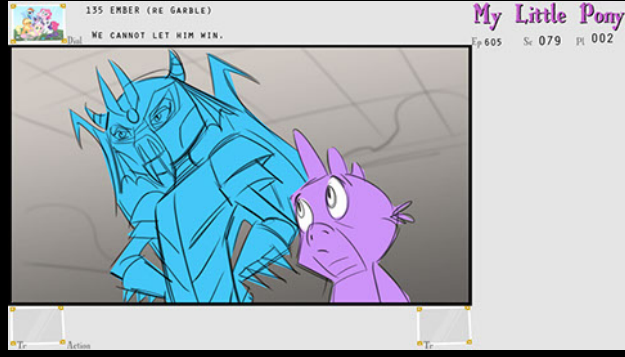 135 EMBER (RE GARBLE)
My Little Pony
Dial
WE CANNOT LET HIM WIN.
Ep 605 Sc 079 Pl 002
Tr Action Tr